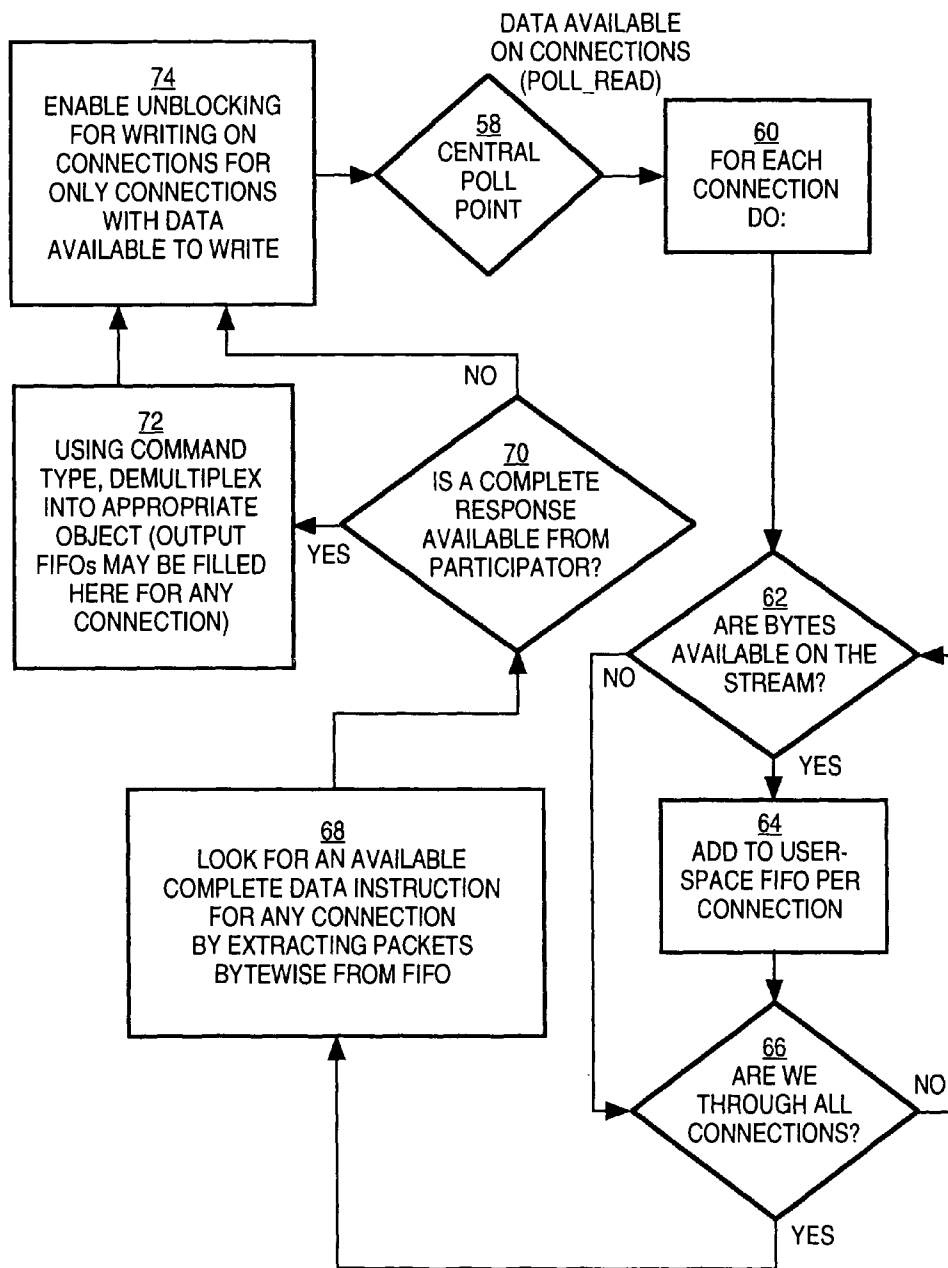 DATA AVAILABLE
ON CONNECTIONS
(POLL_READ)
74
ENABLE UNBLOCKING
FOR WRITING ON
CONNECTIONS FOR
ONLY CONNECTIONS
WITH DATA
AVAILABLE TO WRITE
58
CENTRAL
POLL
POINT
60
FOR EACH
CONNECTION
DO:
NO
72
USING COMMAND
TYPE, DEMULTIPLEX
INTO APPROPRIATE
OBJECT (OUTPUT
FIFOs MAY BE FILLED
HERE FOR ANY
CONNECTION)
YES
70
IS A COMPLETE
RESPONSE
AVAILABLE FROM
PARTICIPATOR?
62
ARE BYTES
AVAILABLE ON THE
STREAM?
NO
YES
64
ADD TO USER-
SPACE FIFO PER
CONNECTION
68
LOOK FOR AN AVAILABLE
COMPLETE DATA INSTRUCTION
FOR ANY CONNECTION
BY EXTRACTING PACKETS
BYTEWISE FROM FIFO
66
ARE WE
THROUGH ALL
CONNECTIONS?
NO
YES